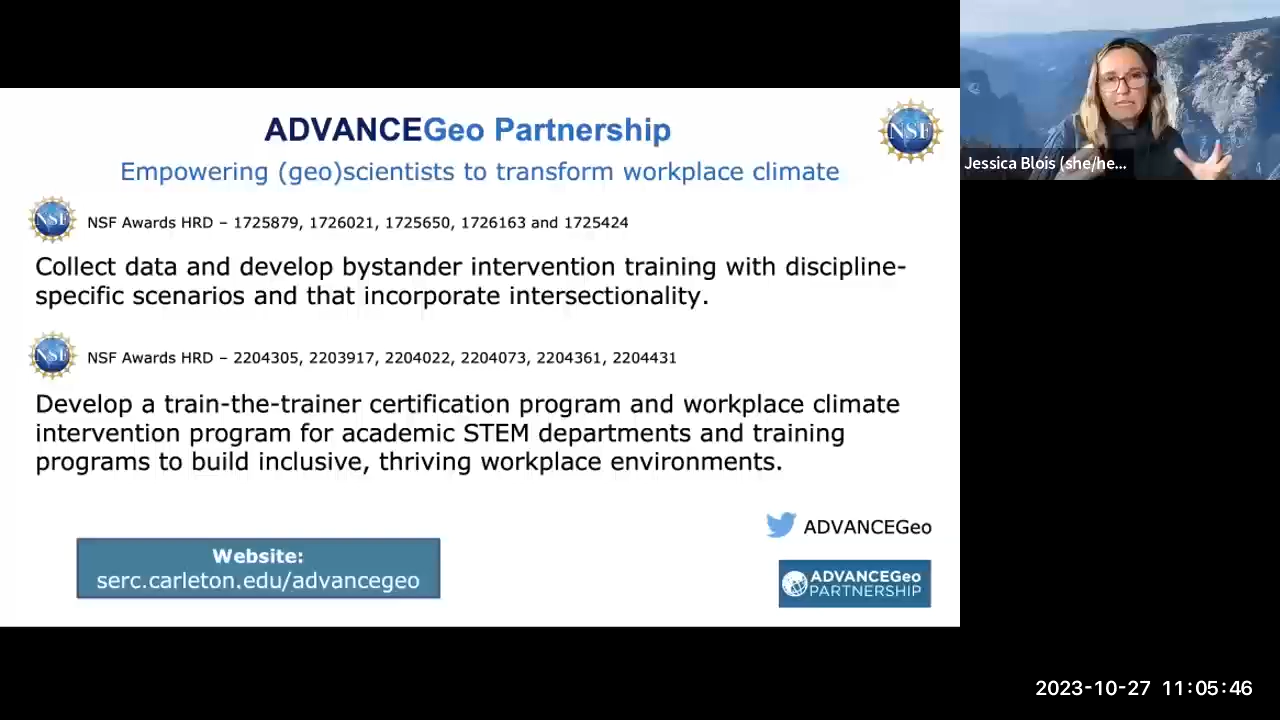 ADVANCEGeo Partnership
NSF
Empowering (geo)scientists to transform workplace climate
NSF
NSF Awards HRD – 1725879, 1726021, 1725650, 1726163 and 1725424
Collect data and develop bystander intervention training with discipline-
specific scenarios and that incorporate intersectionality.
NSF
NSF Awards HRD – 2204305, 2203917, 2204022, 2204073, 2204361, 2204431
Develop a train-the-trainer certification program and workplace climate
intervention program for academic STEM departments and training
programs to build inclusive, thriving workplace environments.
ADVANCEGeo
Website:
serc.carleton.edu/advancegeo
ADVANCEGeo
PARTNERSHIP
Jessica Blois (she/he...
2023-10-27 11:05:46